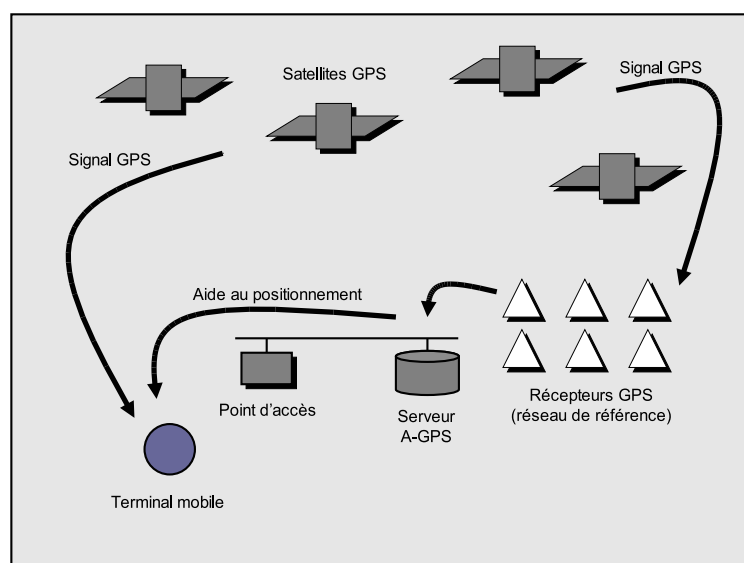 Satellites GPS
Signal GPS
Signal GPS
Aide au positionnement
Point d'accès
Serveur
A-GPS
Récepteurs GPS
(réseau de référence)
Terminal mobile